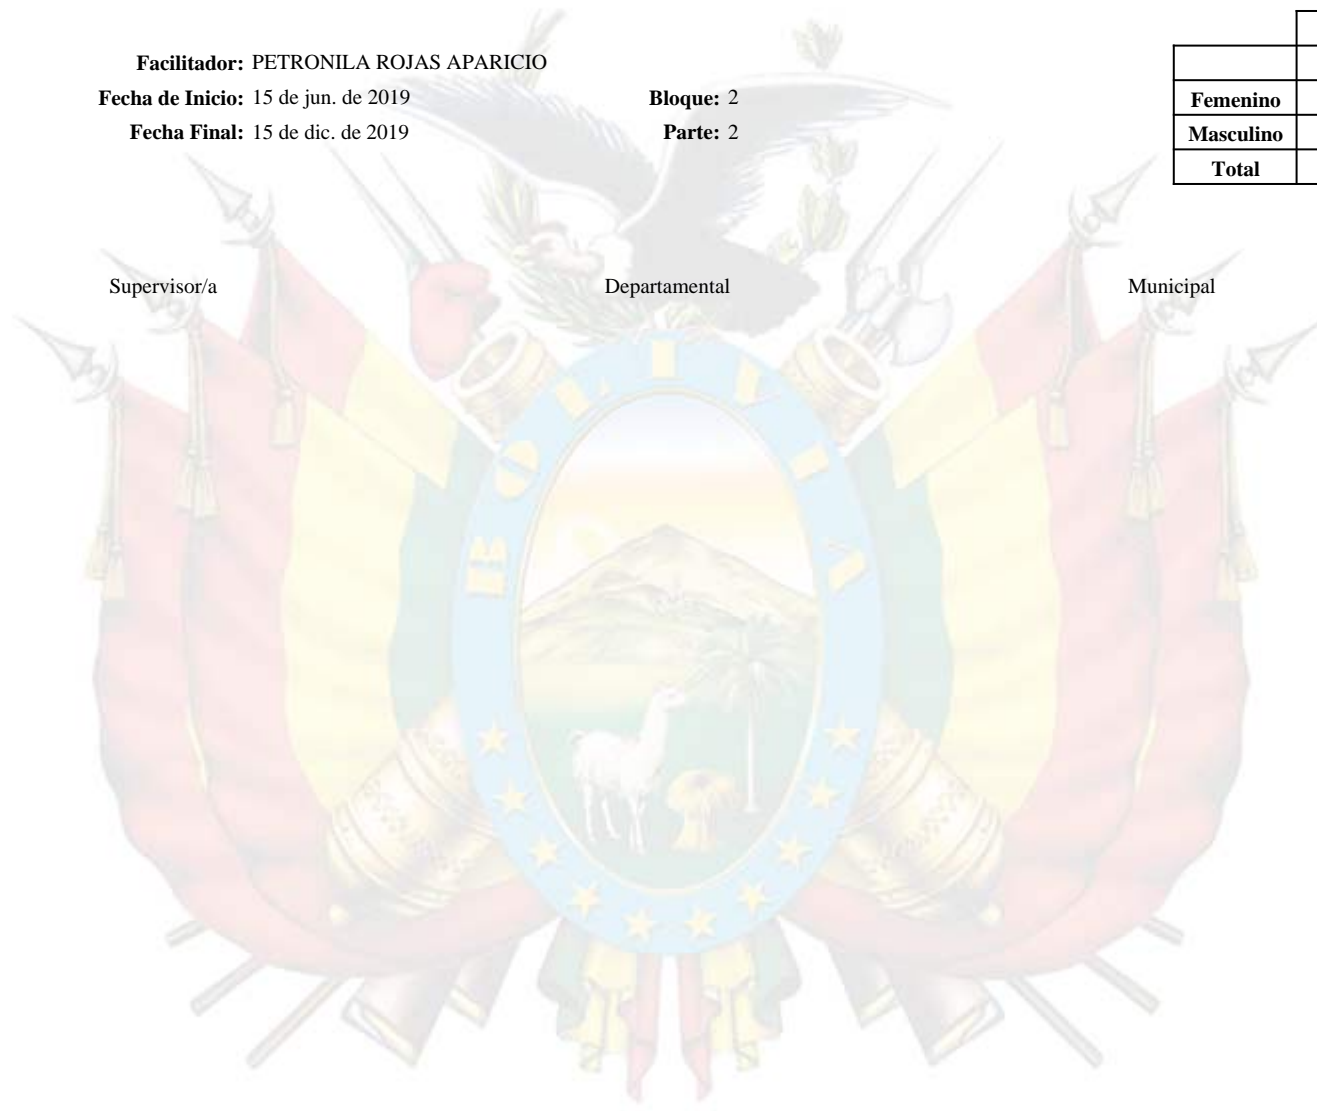 Facilitador: PETRONILA ROJAS APARICIO
Fecha de Inicio: 15 de jun. de 2019 Bloque: 2
Fecha Final: 15 de dic. de 2019 Parte: 2
Femenino
Masculino
Total
Supervisor/a Departamental Municipal
BOLIVIA